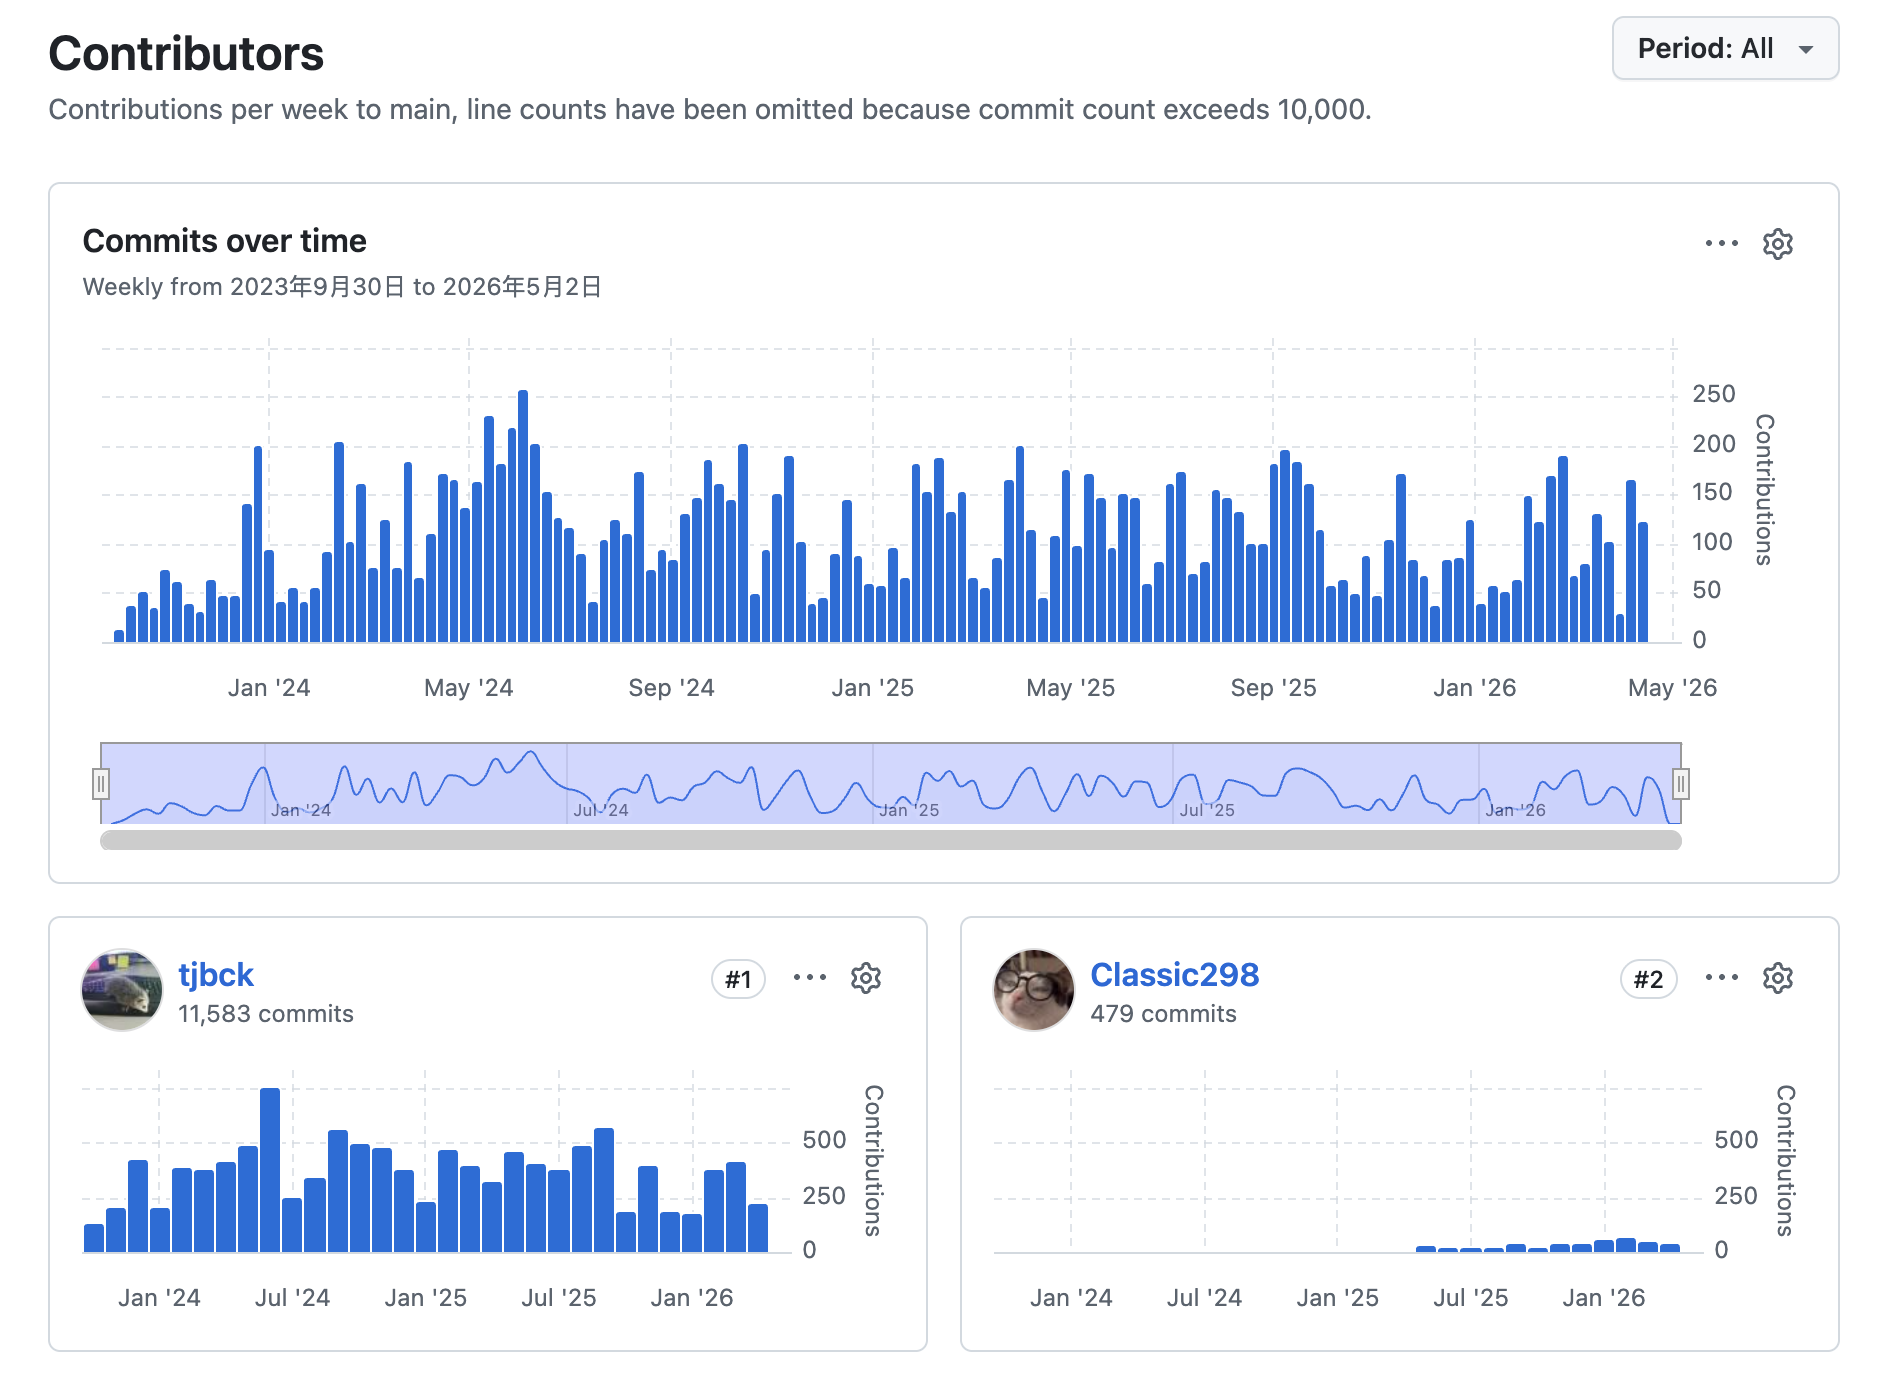 Contributors
Period: All
Contributions per week to main, line counts have been omitted because commit count exceeds 10,000.
Commits over time
Weekly from 2023年9月30日 to 2026年5月2日
250
200
150
100
50
0
Contributions
Jan '24
May '24
Sep '24
Jan '25
May '25
Sep '25
Jan '26
May '26
Jan '24
Jul '24
Jan '25
Jul '25
Jan '26
tjbck
11,583 commits
#1
500
250
0
Contributions
Jan '24
Jul '24
Jan '25
Jul '25
Jan '26
Classic298
479 commits
#2
500
250
0
Contributions
Jan '24
Jul '24
Jan '25
Jul '25
Jan '26